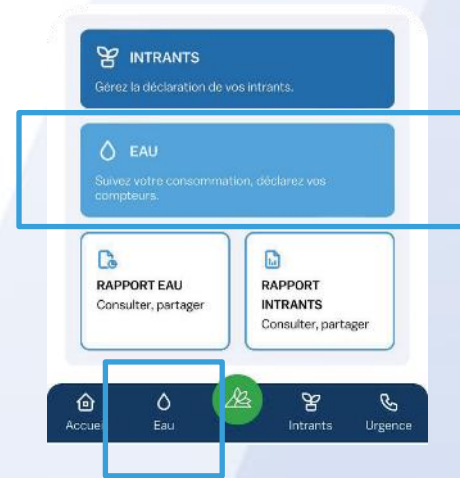 INTRANTS
Gérez la déclaration de vos intrants.
EAU
Suivez votre consommation, déclarez vos
compteurs.
RAPPORT EAU
Consulter, partager
RAPPORT
INTRANTS
Consulter, partager
Accueil
Eau
Intrants
Urgence